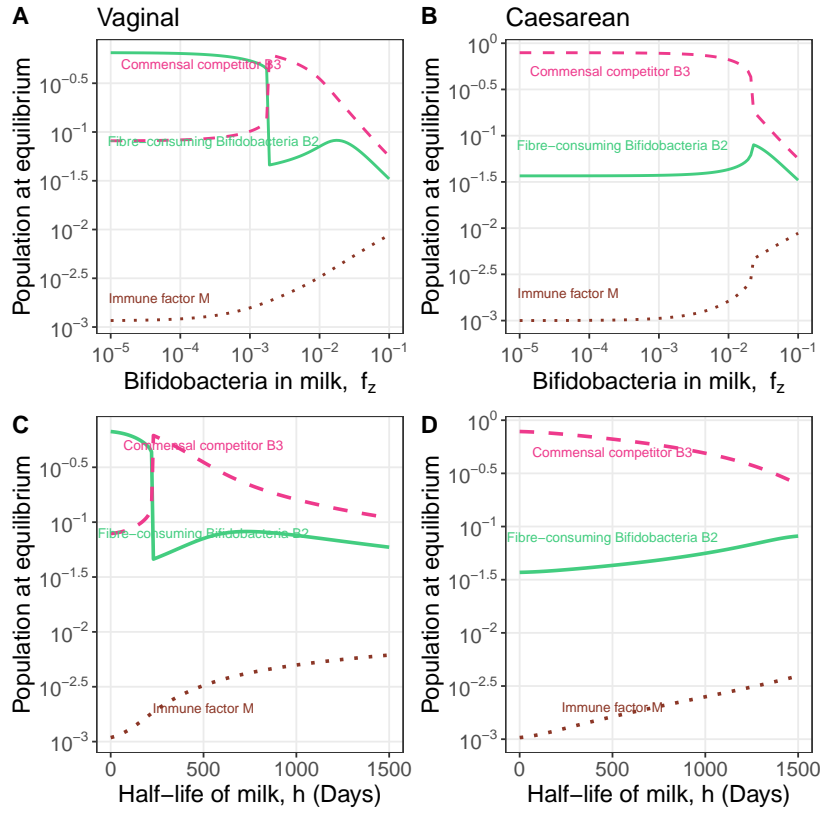 A Vaginal
Population at equilibrium
10^-0.5
10^-1
10^-1.5
10^-2
10^-2.5
10^-3
Commensal competitor B3
Fibre−consuming Bifidobacteria B2
Immune factor M
10^-5 10^-4 10^-3 10^-2 10^-1
Bifidobacteria in milk, f_z
B Caesarean
Population at equilibrium
10^0
10^-0.5
10^-1
10^-1.5
10^-2
10^-2.5
10^-3
Commensal competitor B3
Fibre−consuming Bifidobacteria B2
Immune factor M
10^-5 10^-4 10^-3 10^-2 10^-1
Bifidobacteria in milk, f_z
C
Population at equilibrium
10^-0.5
10^-1
10^-1.5
10^-2
10^-2.5
10^-3
Commensal competitor B3
Fibre−consuming Bifidobacteria B2
Immune factor M
0 500 1000 1500
Half−life of milk, h (Days)
D
Population at equilibrium
10^0
10^-0.5
10^-1
10^-1.5
10^-2
10^-2.5
10^-3
Commensal competitor B3
Fibre−consuming Bifidobacteria B2
Immune factor M
0 500 1000 1500
Half−life of milk, h (Days)